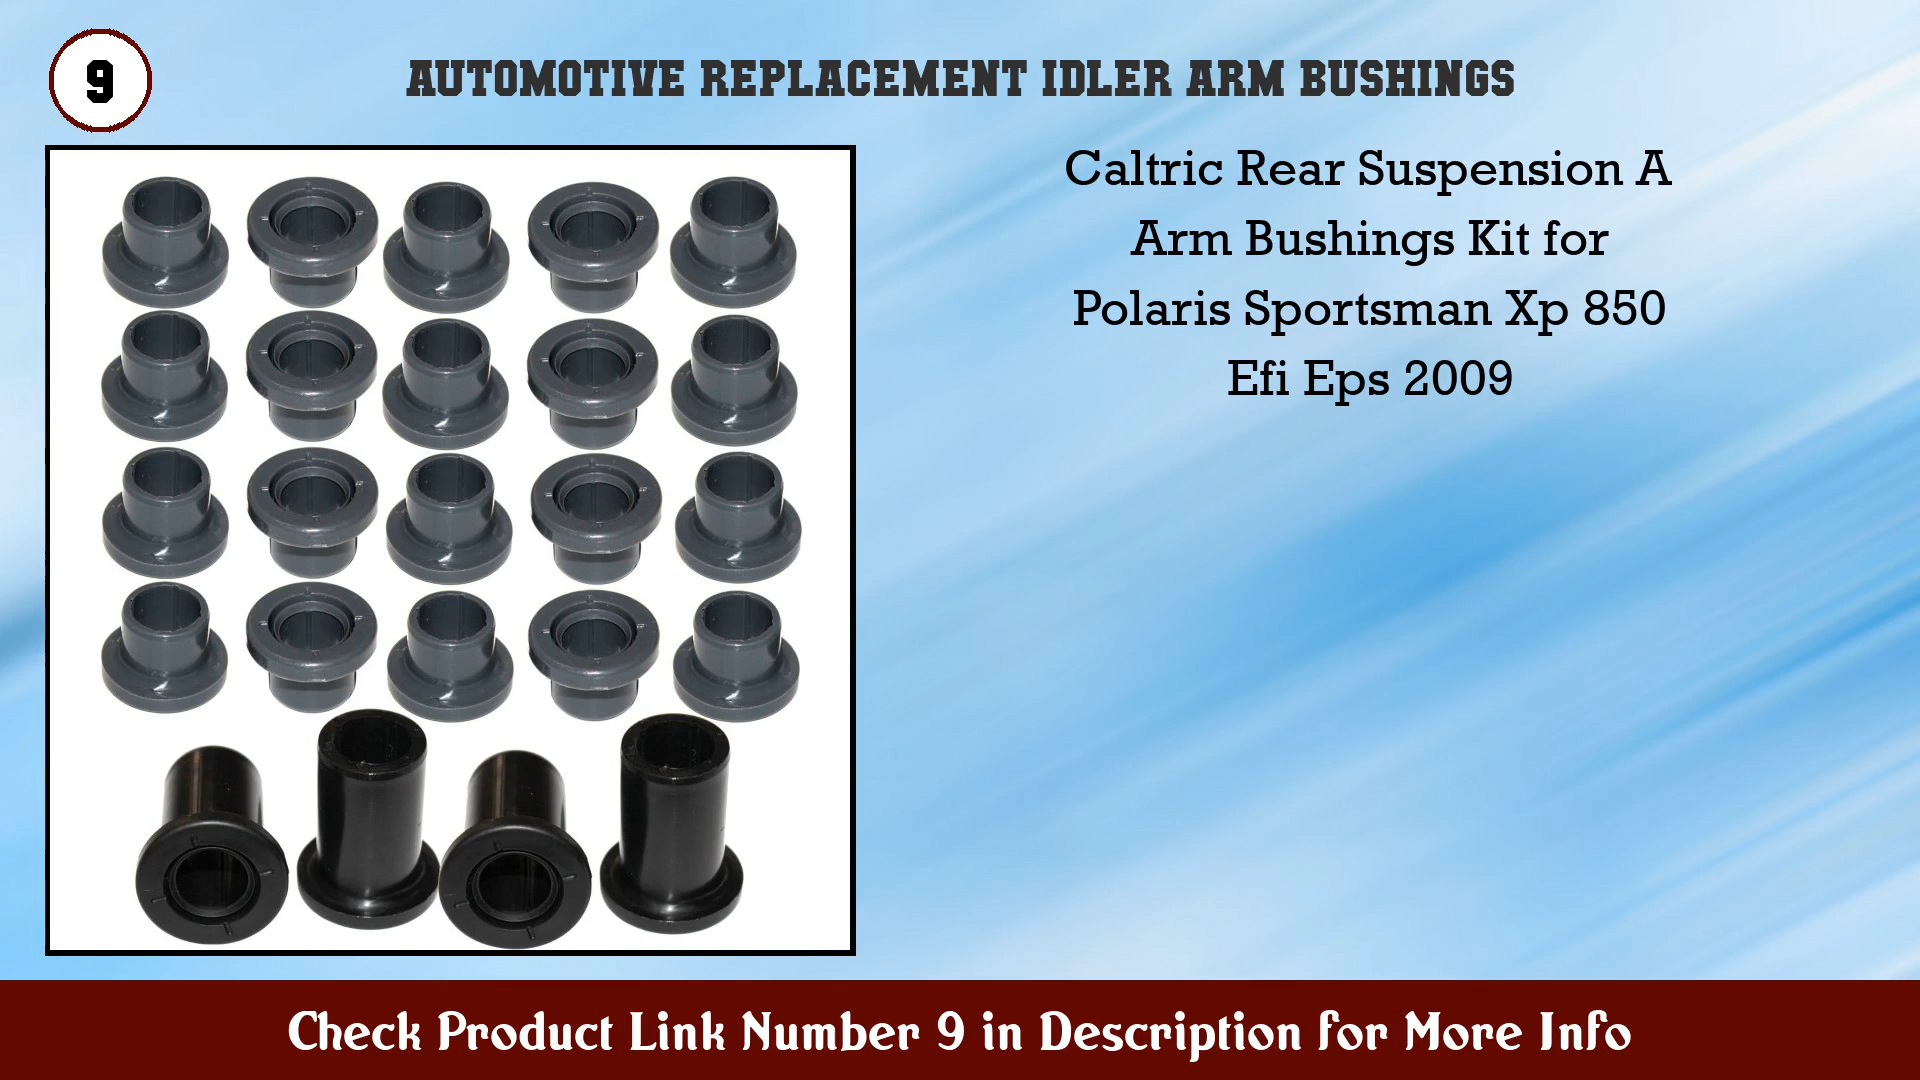 9
AUTOMOTIVE REPLACEMENT IDLER ARM BUSHINGS
Caltric Rear Suspension A
Arm Bushings Kit for
Polaris Sportsman Xp 850
Efi Eps 2009
Check Product Link Number 9 in Description for More Info